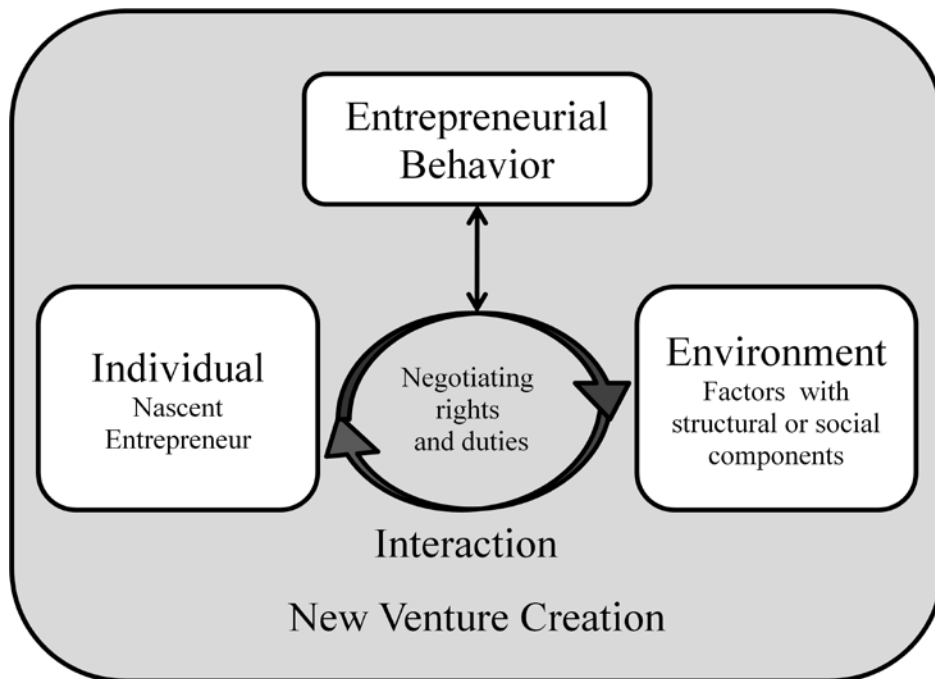 Entrepreneurial
Behavior
Individual
Nascent
Entrepreneur
Negotiating
rights
and duties
Environment
Factors with
structural or social
components
Interaction
New Venture Creation